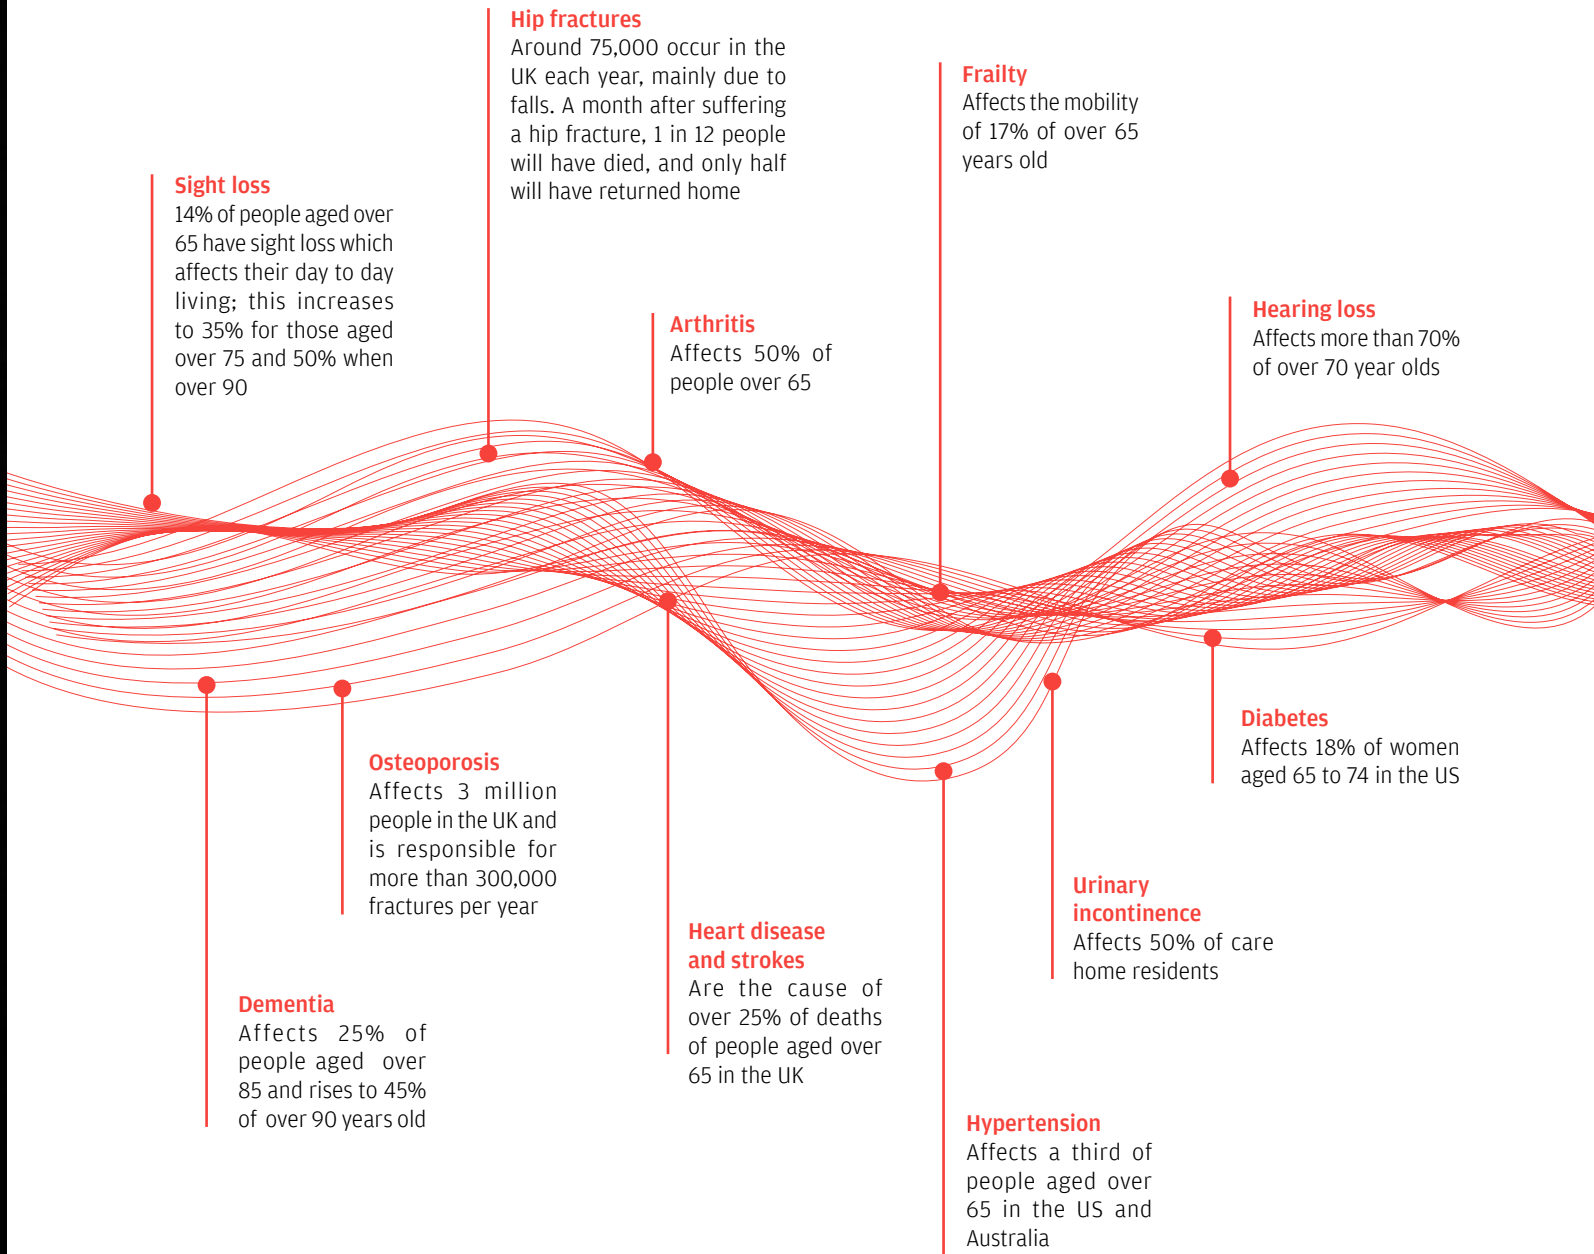 Hip fractures
Around 75,000 occur in the
UK each year, mainly due to
falls. A month after suffering
a hip fracture, 1 in 12 people
will have died, and only half
will have returned home
Frailty
Affects the mobility
of 17% of over 65
years old
Sight loss
14% of people aged over
65 have sight loss which
affects their day to day
living; this increases
to 35% for those aged
over 75 and 50% when
over 90
Arthritis
Affects 50% of
people over 65
Hearing loss
Affects more than 70%
of over 70 year olds
Osteoporosis
Affects 3 million
people in the UK and
is responsible for
more than 300,000
fractures per year
Diabetes
Affects 18% of women
aged 65 to 74 in the US
Urinary
incontinence
Affects 50% of care
home residents
Heart disease
and strokes
Are the cause of
over 25% of deaths
of people aged over
65 in the UK
Dementia
Affects 25% of
people aged over
85 and rises to 45%
of over 90 years old
Hypertension
Affects a third of
people aged over
65 in the US and
Australia